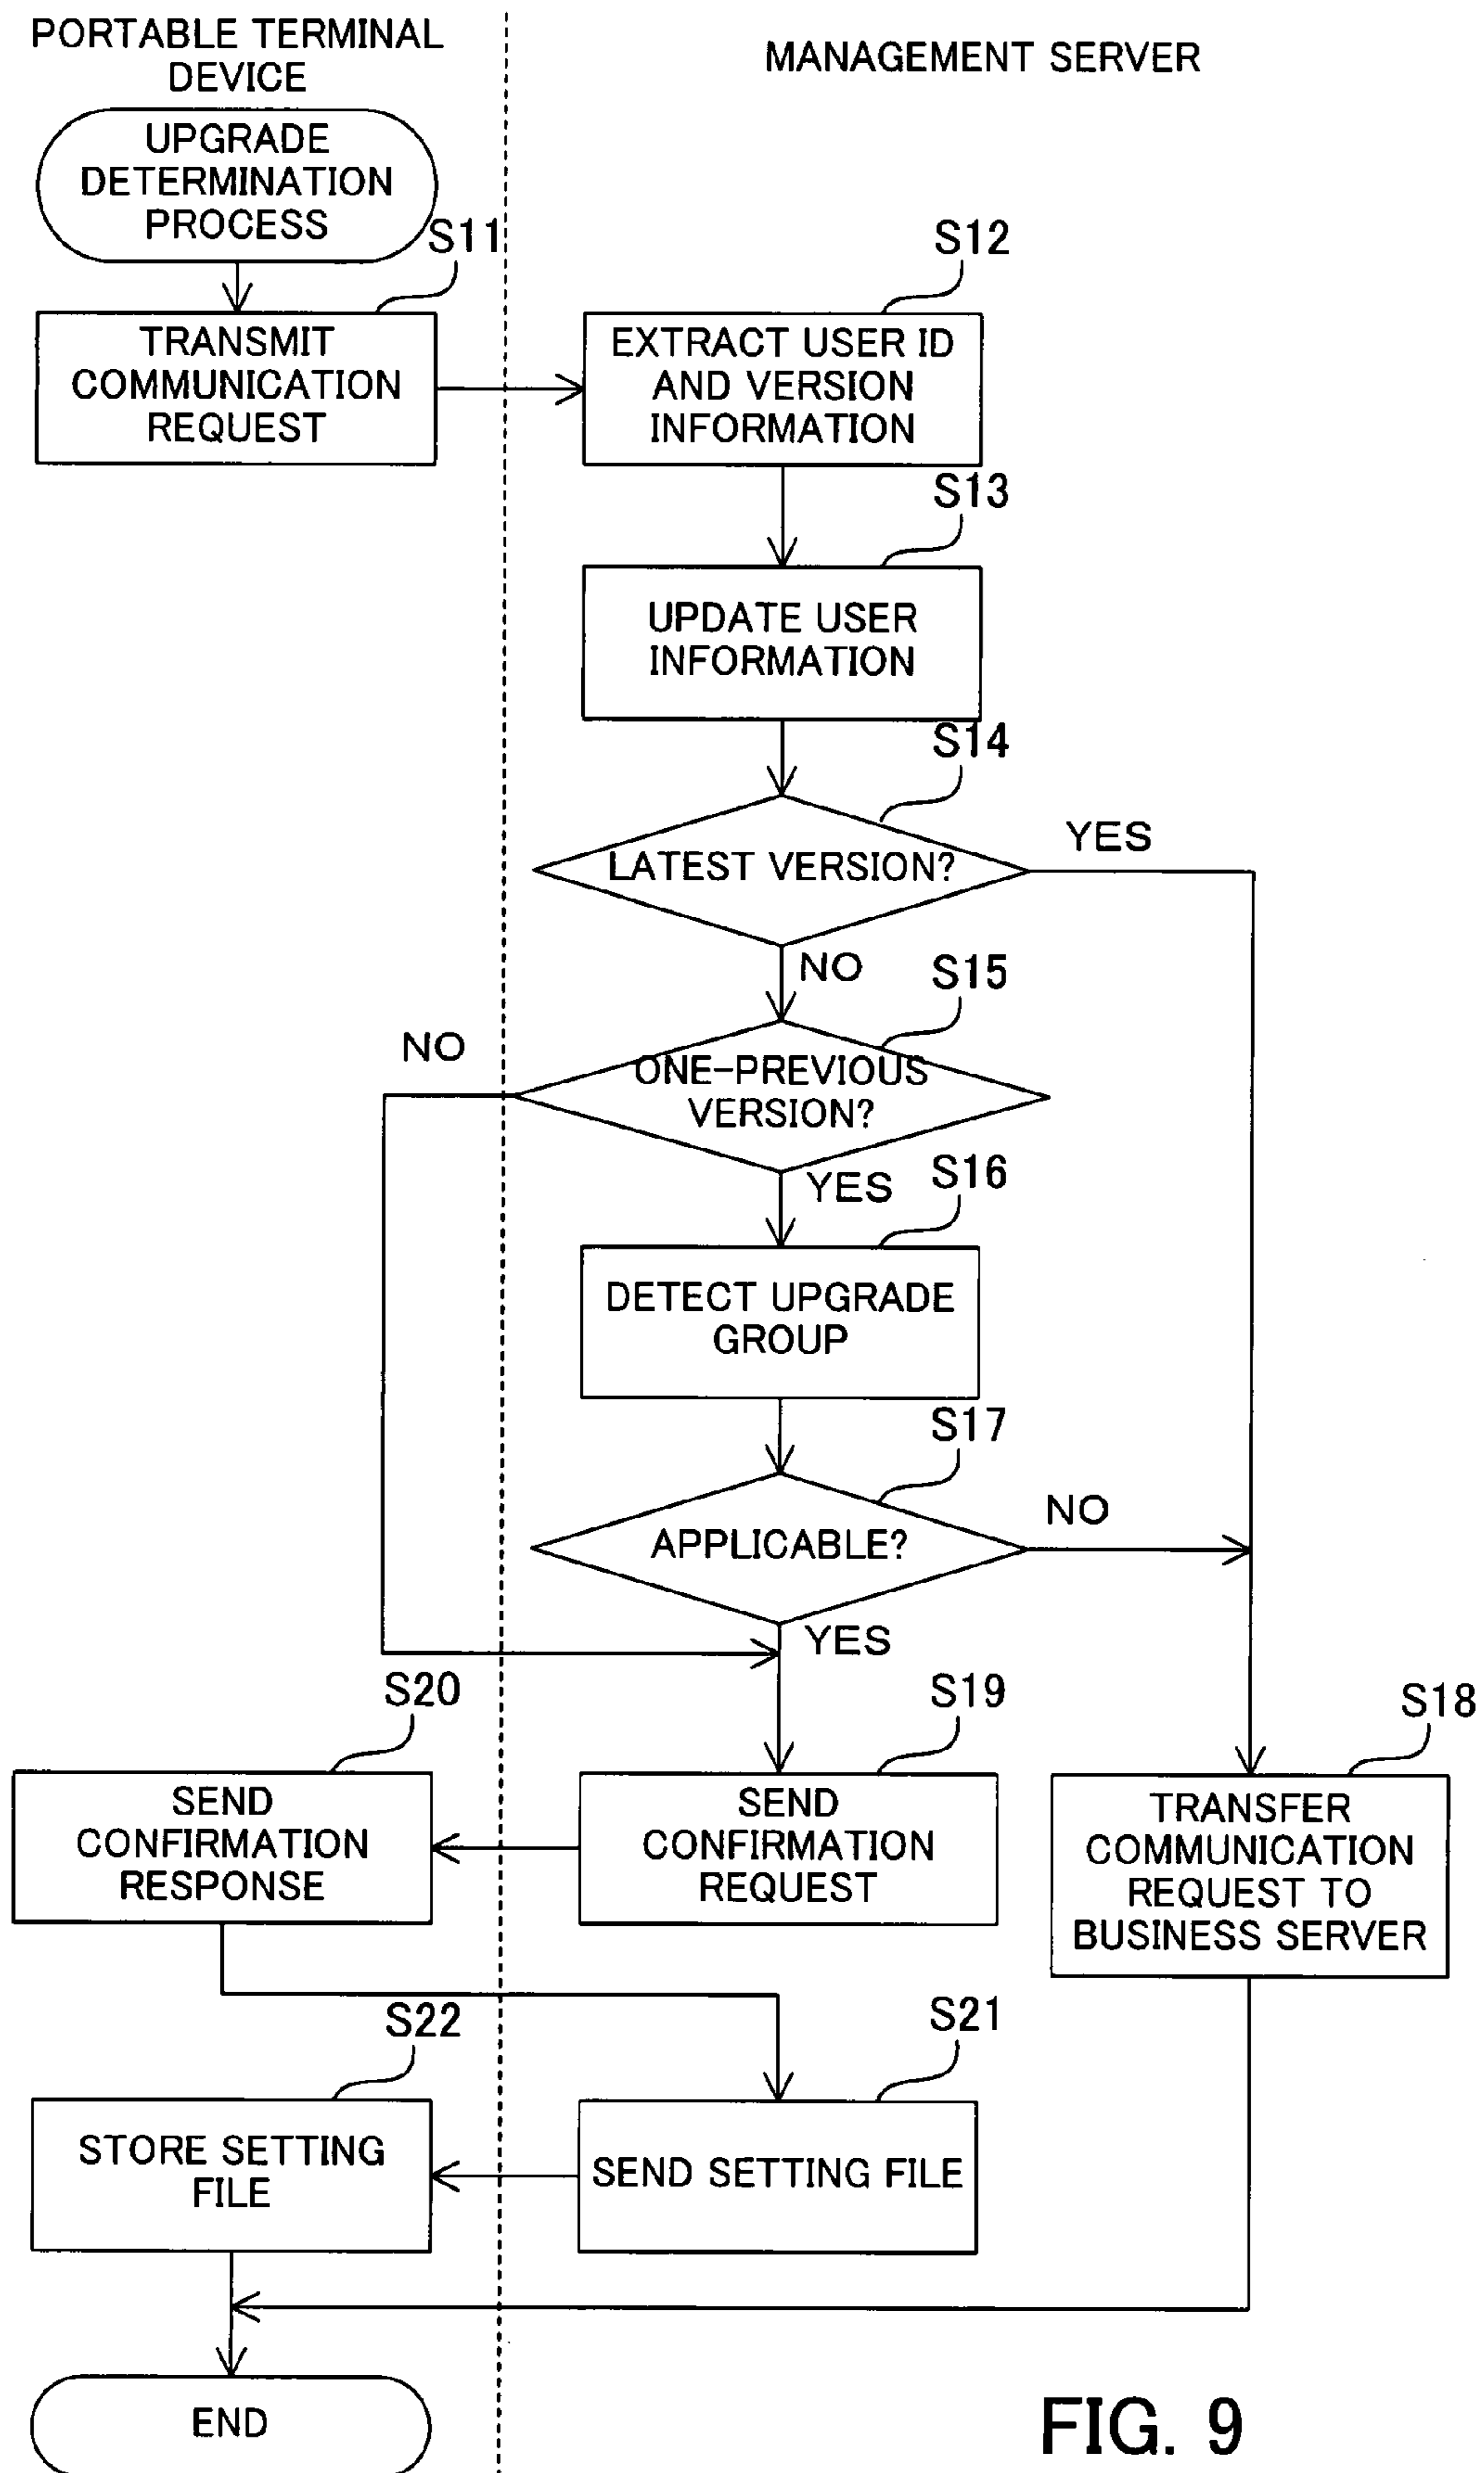 PORTABLE TERMINAL
DEVICE
MANAGEMENT SERVER
UPGRADE
DETERMINATION
PROCESS
S11
TRANSMIT
COMMUNICATION
REQUEST
S12
EXTRACT USER ID
AND VERSION
INFORMATION
S13
UPDATE USER
INFORMATION
S14
LATEST VERSION?
YES
NO
S15
ONE-PREVIOUS
VERSION?
NO
YES
S16
DETECT UPGRADE
GROUP
S17
APPLICABLE?
NO
YES
S20
SEND
CONFIRMATION
RESPONSE
S19
SEND
CONFIRMATION
REQUEST
S18
TRANSFER
COMMUNICATION
REQUEST TO
BUSINESS SERVER
S22
STORE SETTING
FILE
S21
SEND SETTING FILE
END
FIG. 9